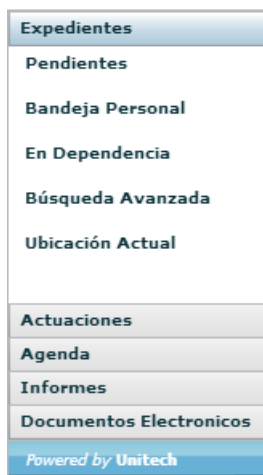 Expedientes
Pendientes
Bandeja Personal
En Dependencia
Búsqueda Avanzada
Ubicación Actual
Actuaciones
Agenda
Informes
Documentos Electronicos
Powered by Unitech